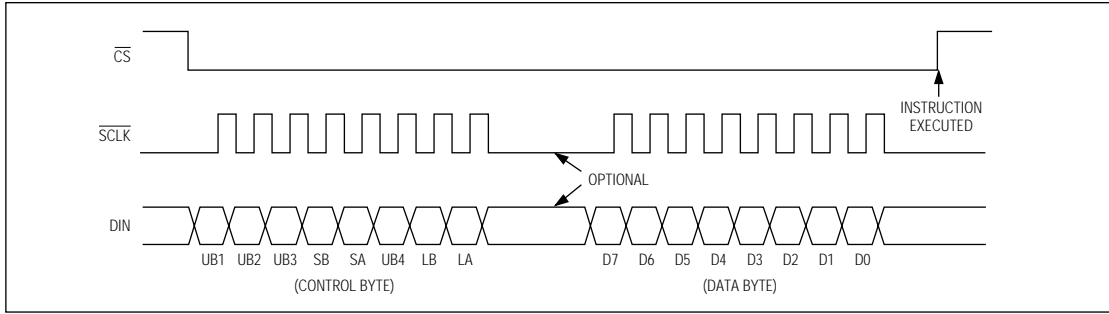 CS
INSTRUCTION
EXECUTED
SCLK
OPTIONAL
DIN
UB1 UB2 UB3 SB SA UB4 LB LA D7 D6 D5 D4 D3 D2 D1 D0
(CONTROL BYTE) (DATA BYTE)